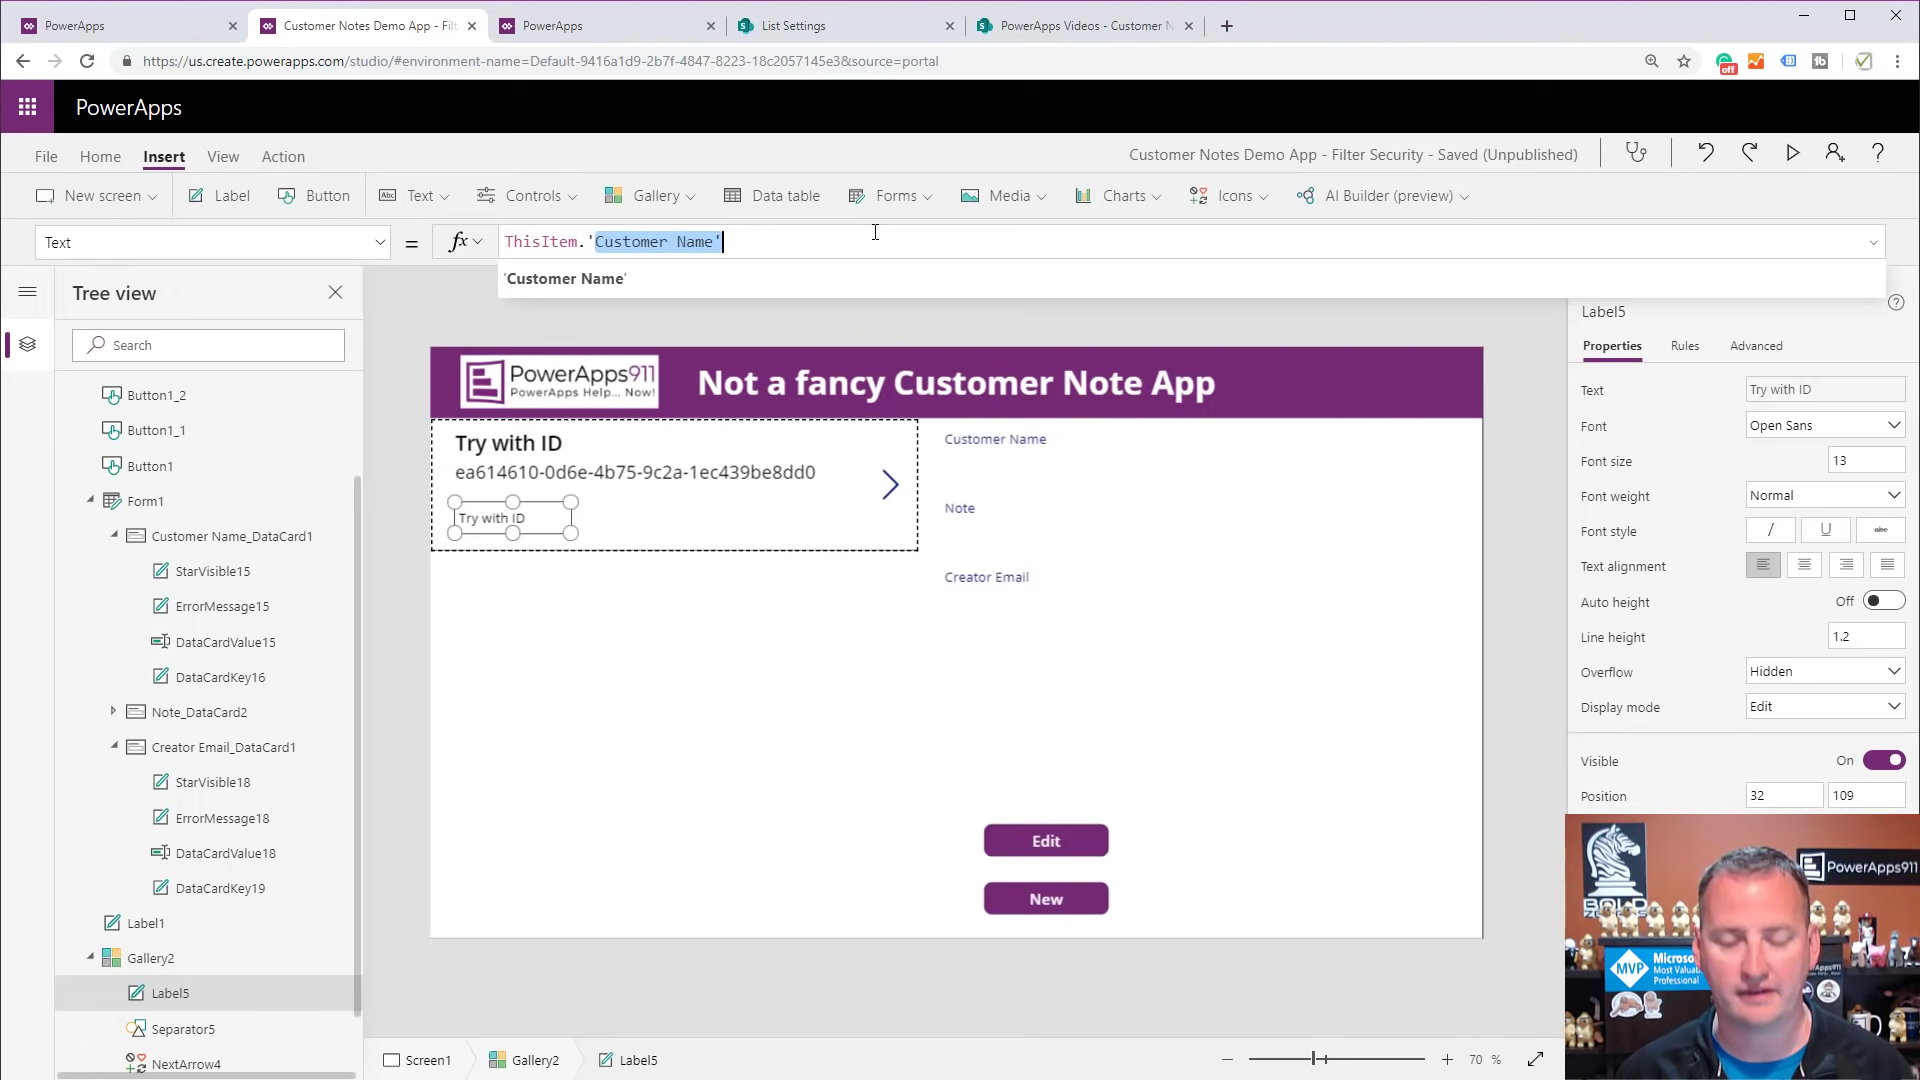 PowerApps
Customer Notes Demo App - Filt
PowerApps
List Settings
PowerApps Videos - Customer N
https://us.create.powerapps.com/studio/#environment-name=Default-9416a1d9-2b7f-4847-8223-18c2057145e3&source=portal
off
PowerApps
File
Home
Insert
View
Action
Customer Notes Demo App - Filter Security - Saved (Unpublished)
New screen
Label
Button
Text
Controls
Gallery
Data table
Forms
Media
Charts
Icons
AI Builder (preview)
Text
=
fx
ThisItem.'Customer Name'
'Customer Name'
Tree view
Search
Button1_2
Button1_1
Button1
Form1
Customer Name_DataCard1
StarVisible15
ErrorMessage15
DataCardValue15
DataCardKey16
Note_DataCard2
Creator Email_DataCard1
StarVisible18
ErrorMessage18
DataCardValue18
DataCardKey19
Label1
Gallery2
Label5
Separator5
NextArrow4
PowerApps911
PowerApps Help... Now!
Not a fancy Customer Note App
Try with ID
ea614610-0d6e-4b75-9c2a-1ec439be8dd0
Try with ID
Customer Name
Note
Creator Email
Edit
New
Label5
Properties
Rules
Advanced
Text
Try with ID
Font
Open Sans
Font size
13
Font weight
Normal
Font style
/
U
abc
Text alignment
Auto height
Off
Line height
1.2
Overflow
Hidden
Display mode
Edit
Visible
On
Position
32
109
PowerApps911
BOLD
MVP
Microso
Most Valua
Professional
Screen1
Gallery2
Label5
70 %